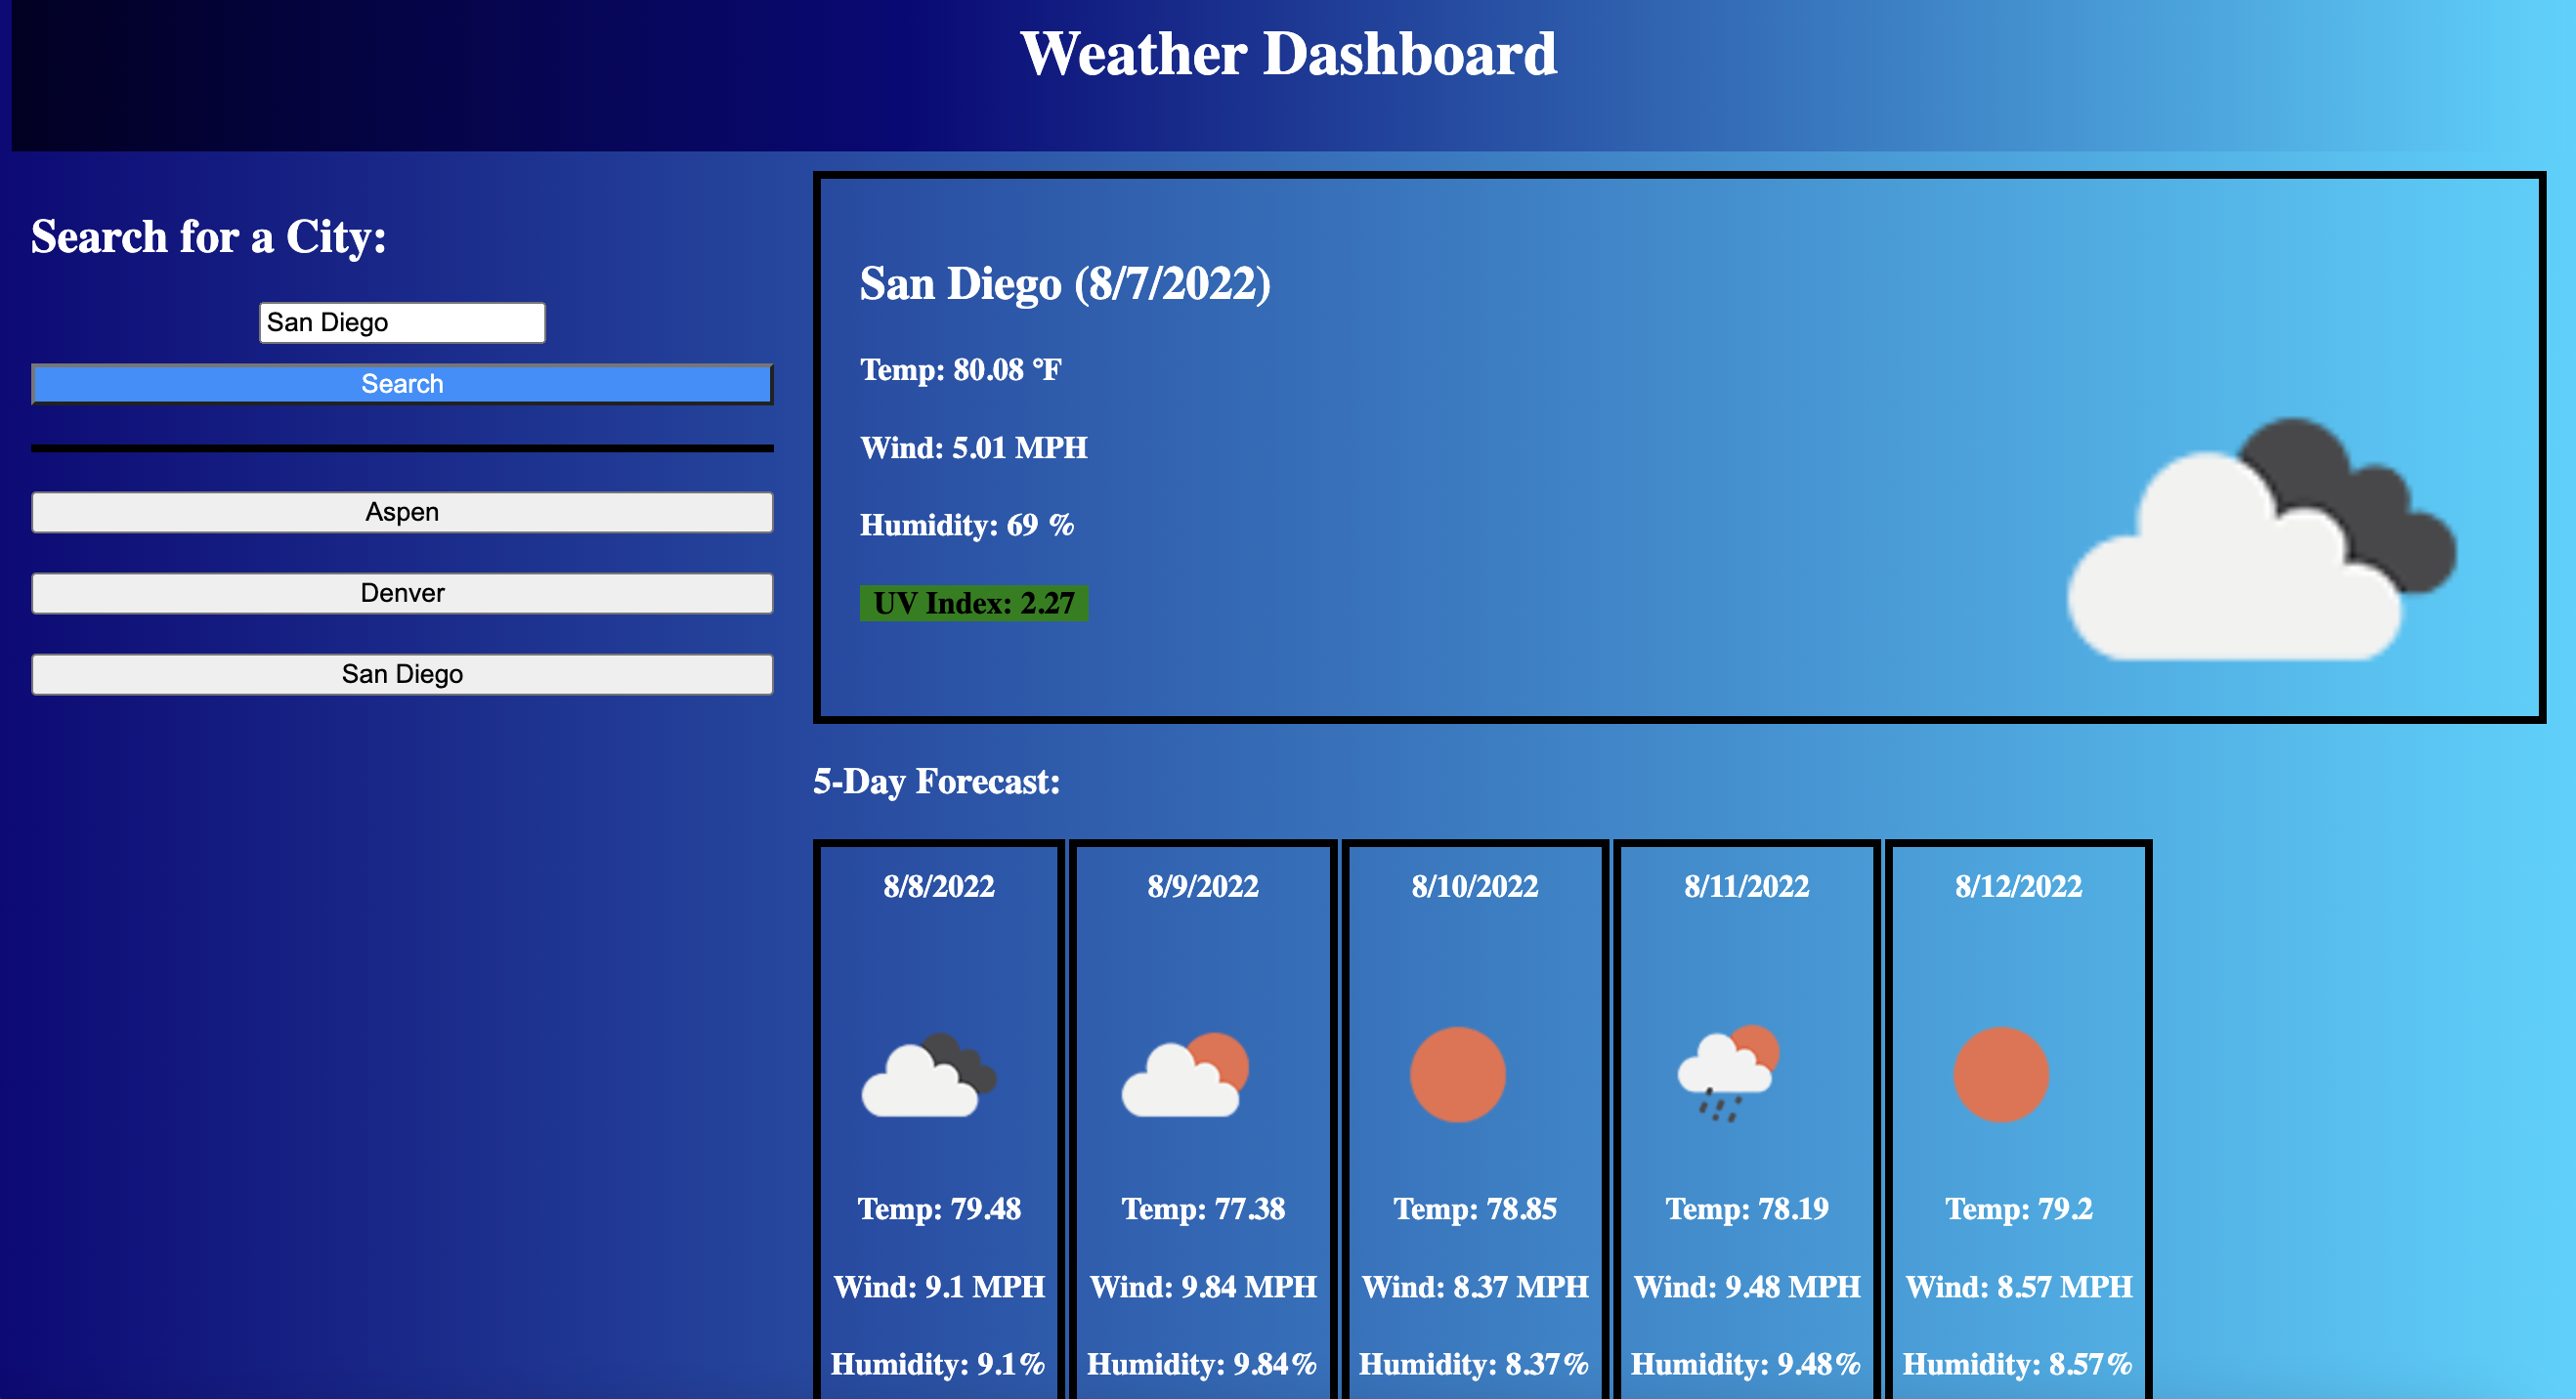 Weather Dashboard
Search for a City:
San Diego
Search
Aspen
Denver
San Diego
San Diego (8/7/2022)
Temp: 80.08 °F
Wind: 5.01 MPH
Humidity: 69 %
UV Index: 2.27
5-Day Forecast:
8/8/2022
Temp: 79.48
Wind: 9.1 MPH
Humidity: 9.1%
8/9/2022
Temp: 77.38
Wind: 9.84 MPH
Humidity: 9.84%
8/10/2022
Temp: 78.85
Wind: 8.37 MPH
Humidity: 8.37%
8/11/2022
Temp: 78.19
Wind: 9.48 MPH
Humidity: 9.48%
8/12/2022
Temp: 79.2
Wind: 8.57 MPH
Humidity: 8.57%